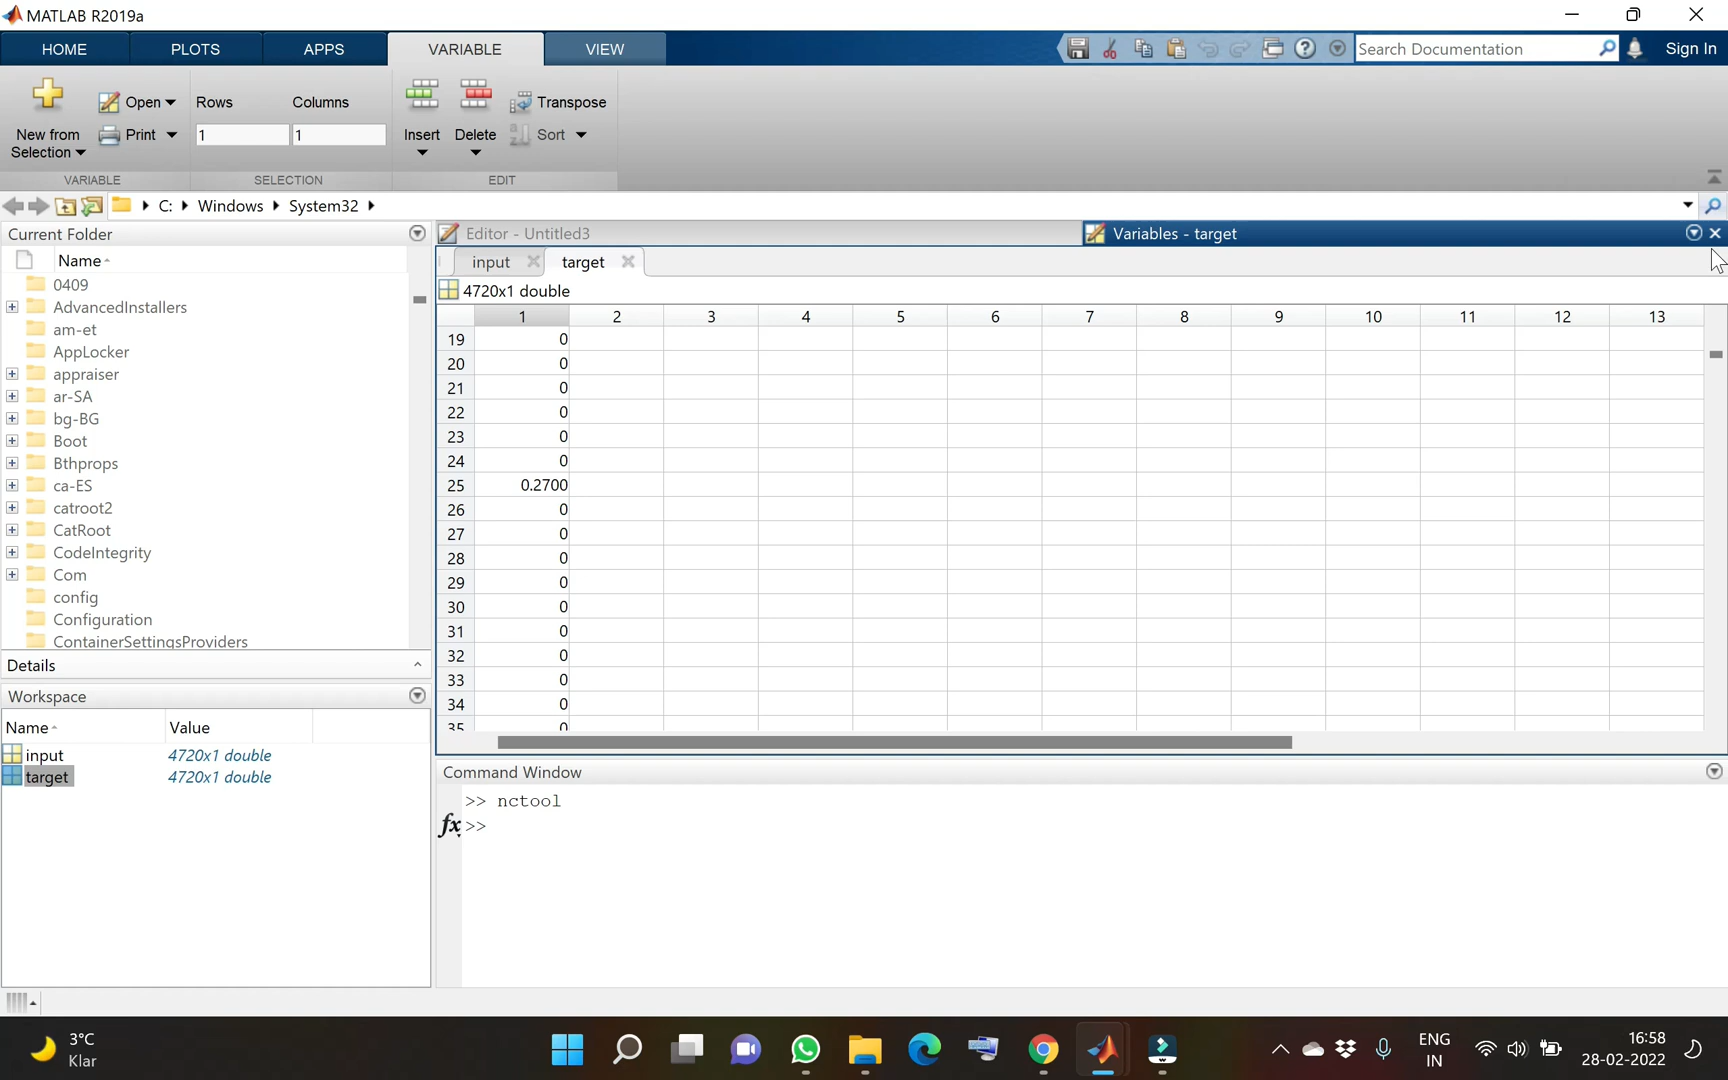 MATLAB R2019a
HOME PLOTS APPS VARIABLE VIEW
Search Documentation Sign In
New from
Selection
Open
Print
Rows Columns
1 1
Insert Delete
Transpose
Sort
VARIABLE SELECTION EDIT
C: Windows System32
Current Folder
Name
0409
AdvancedInstallers
am-et
AppLocker
appraiser
ar-SA
bg-BG
Boot
Bthprops
ca-ES
catroot2
CatRoot
CodeIntegrity
Com
config
Configuration
ContainerSettingsProviders
Details
Workspace
Name Value
input 4720x1 double
target 4720x1 double
Editor - Untitled3 Variables - target
input target
4720x1 double
1 2 3 4 5 6 7 8 9 10 11 12 13
19 0
20 0
21 0
22 0
23 0
24 0
25 0.2700
26 0
27 0
28 0
29 0
30 0
31 0
32 0
33 0
34 0
35 0
Command Window
>> nctool
fx >>
3°C
Klar
ENG
IN
16:58
28-02-2022